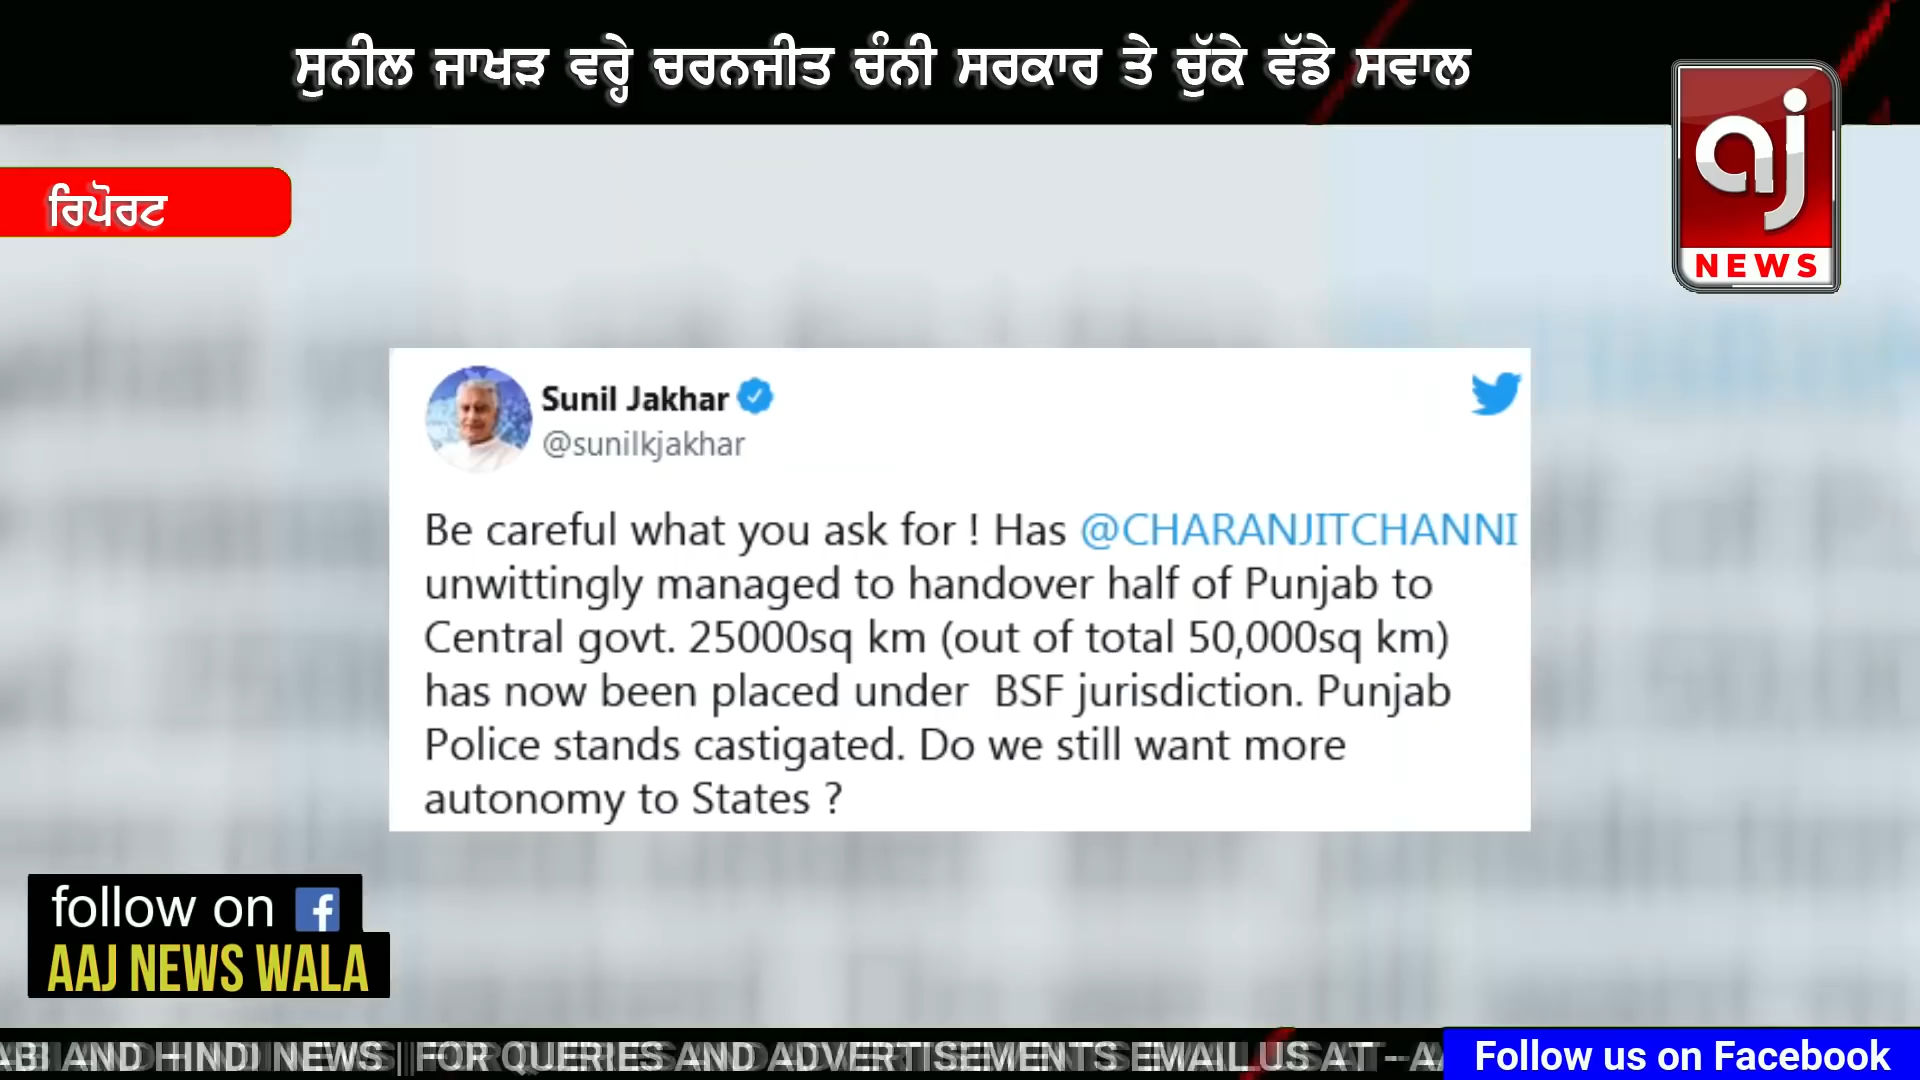 ਸੁਨੀਲ ਜਾਖੜ ਵਰ੍ਹੇ ਚਰਨਜੀਤ ਚੰਨੀ ਸਰਕਾਰ ਤੇ ਚੁੱਕੇ ਵੱਡੇ ਸਵਾਲ
aj
NEWS
ਰਿਪੋਰਟ
Sunil Jakhar
@sunilkjakhar
Be careful what you ask for ! Has @CHARANJITCHANNI
unwittingly managed to handover half of Punjab to
Central govt. 25000sq km (out of total 50,000sq km)
has now been placed under BSF jurisdiction. Punjab
Police stands castigated. Do we still want more
autonomy to States ?
follow on f
AAJ NEWS WALA
ABI AND HINDI NEWS | FOR QUERIES AND ADVERTISEMENTS EMAIL US AT - A
Follow us on Facebook